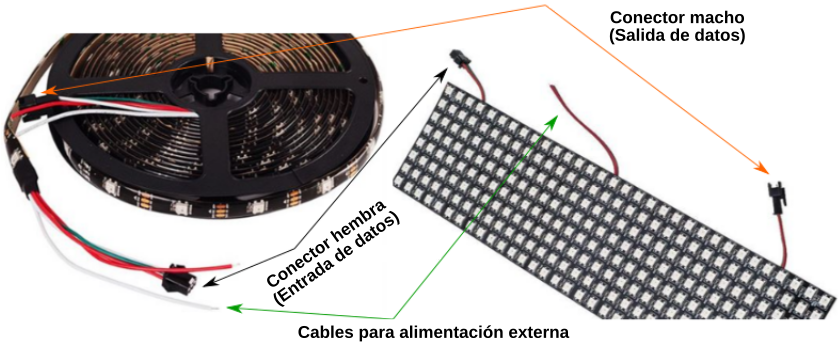 Conector macho
(Salida de datos)
Conector hembra
(Entrada de datos)
Cables para alimentación externa